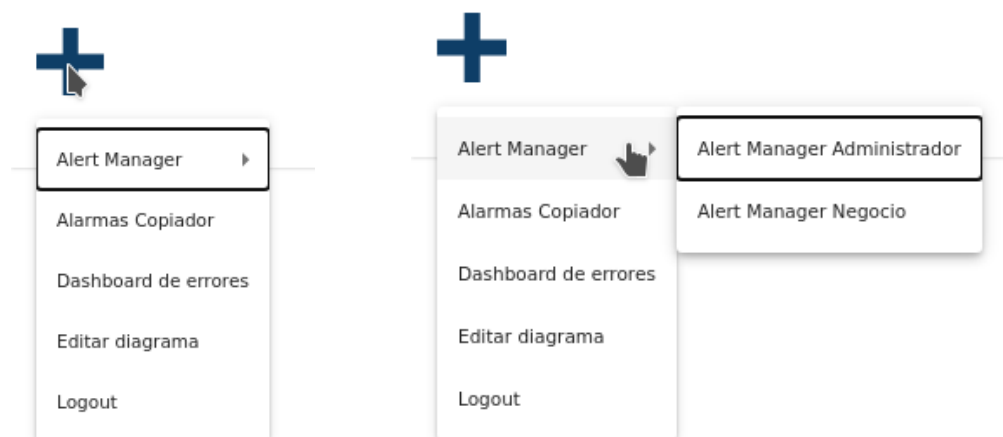 Alert Manager
Alarmas Copiador
Dashboard de errores
Editar diagrama
Logout
Alert Manager
Alarmas Copiador
Dashboard de errores
Editar diagrama
Logout
Alert Manager Administrador
Alert Manager Negocio